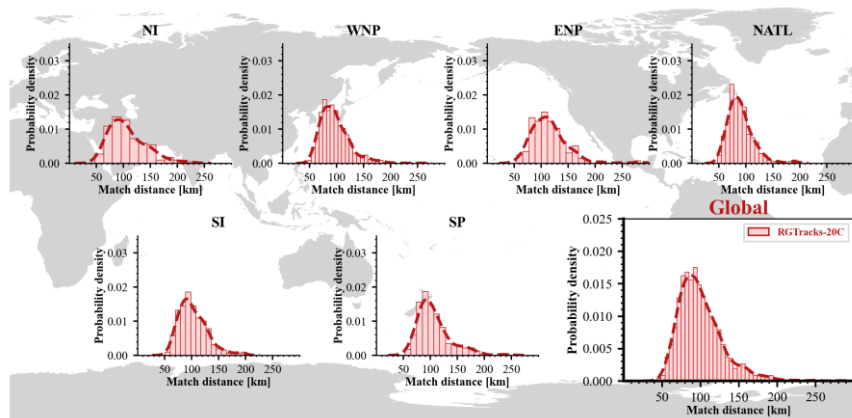 NI
WNP
ENP
NATL
Probability density
0.03
0.02
0.01
0.00
50 100 150 200 250
Match distance [km]
Probability density
0.03
0.02
0.01
0.00
50 100 150 200 250
Match distance [km]
Probability density
0.03
0.02
0.01
0.00
50 100 150 200 250
Match distance [km]
Probability density
0.03
0.02
0.01
0.00
50 100 150 200 250
Match distance [km]
SI
SP
Global
Probability density
0.03
0.02
0.01
0.00
50 100 150 200 250
Match distance [km]
Probability density
0.03
0.02
0.01
0.00
50 100 150 200 250
Match distance [km]
RGTracks-20C
Probability density
0.025
0.020
0.015
0.010
0.005
0.000
50 100 150 200 250
Match distance [km]